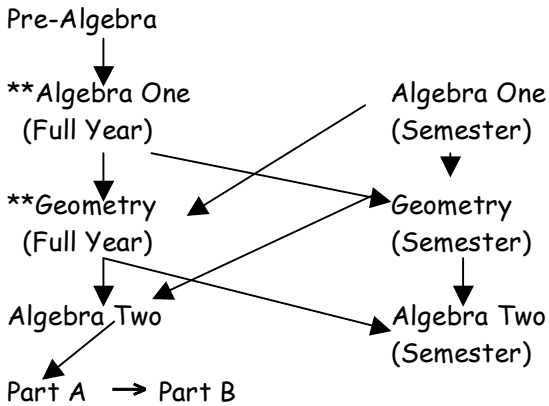 Pre-Algebra
**Algebra One
(Full Year)
Algebra One
(Semester)
**Geometry
(Full Year)
Geometry
(Semester)
Algebra Two
Algebra Two
(Semester)
Part A
Part B